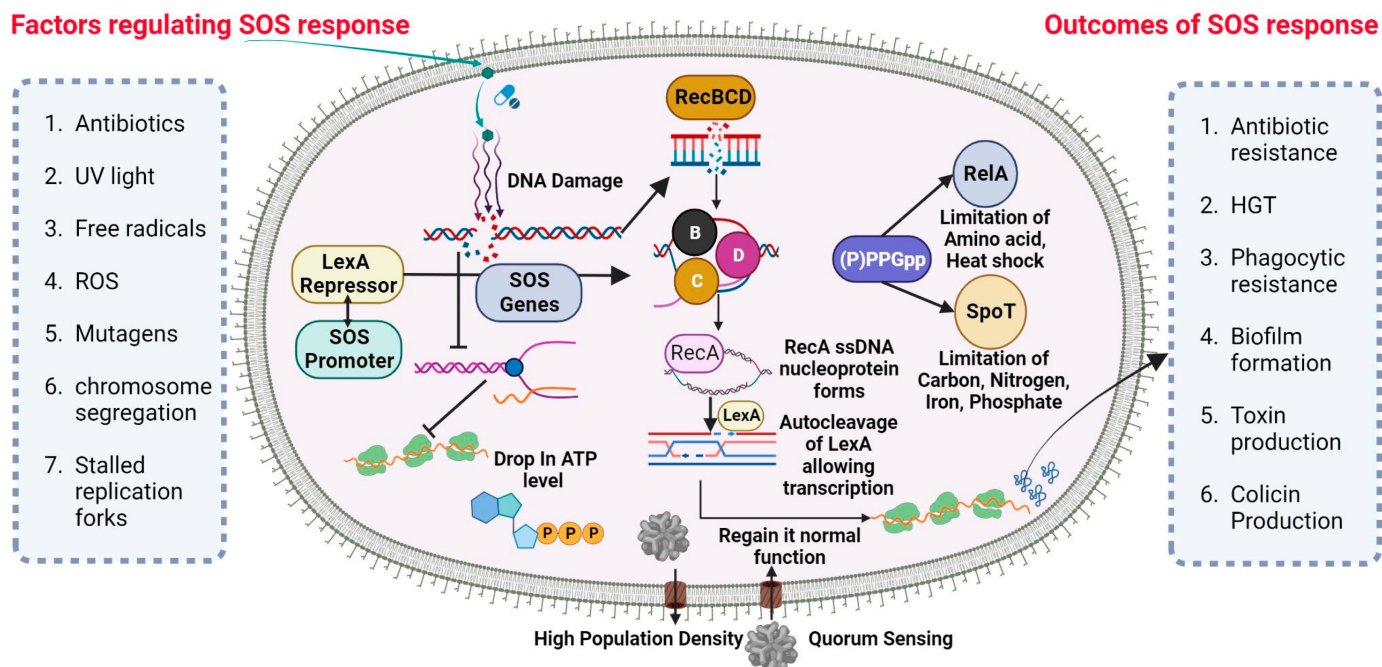 Factors regulating SOS response
Outcomes of SOS response
1. Antibiotics
2. UV light
3. Free radicals
4. ROS
5. Mutagens
6. chromosome
segregation
7. Stalled
replication
forks
DNA Damage
LexA
Repressor
SOS
Promoter
SOS
Genes
Drop In ATP
level
P P P
RecBCD
B
D
C
RecA
RecA ssDNA
nucleoprotein
forms
LexA
Autocleavage
of LexA
allowing
transcription
Regain it normal
function
(P)PPGpp
RelA
Limitation of
Amino acid,
Heat shock
SpoT
Limitation of
Carbon, Nitrogen,
Iron, Phosphate
High Population Density
Quorum Sensing
1. Antibiotic
resistance
2. HGT
3. Phagocytic
resistance
4. Biofilm
formation
5. Toxin
production
6. Colicin
Production